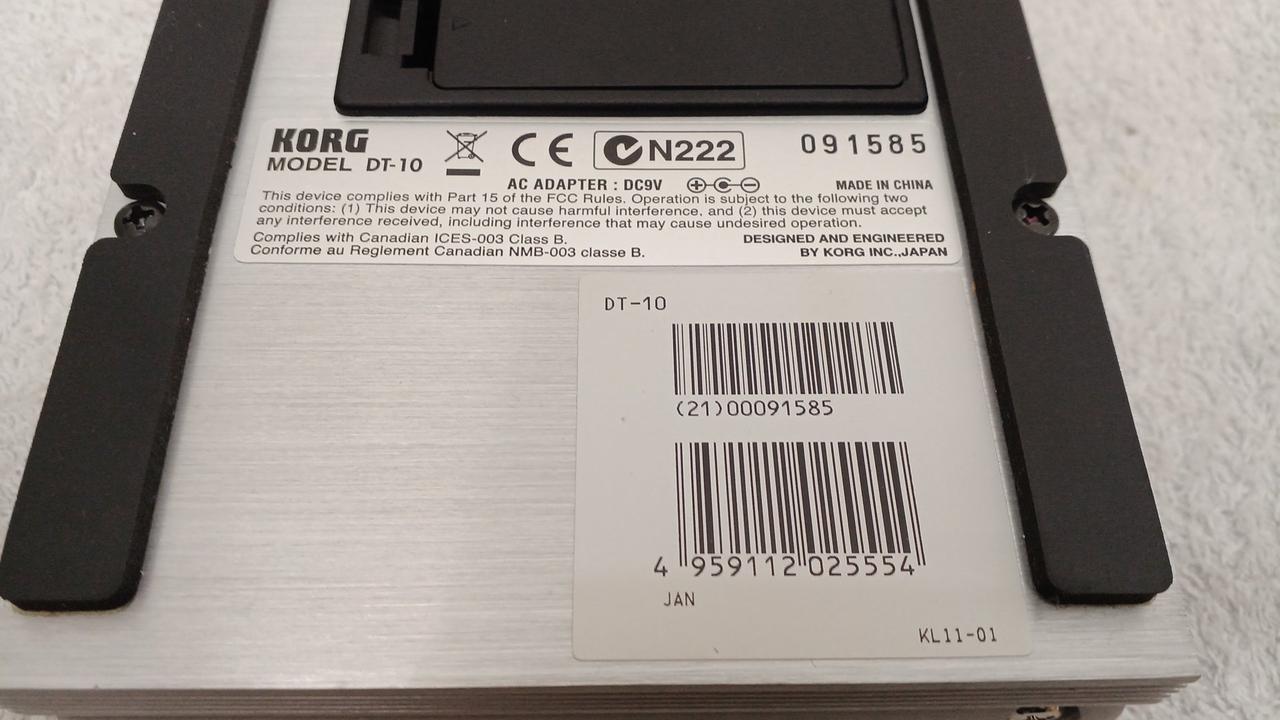 KORG
MODEL DT-10
CE
N222
091585
AC ADAPTER : DC9V
MADE IN CHINA
This device complies with Part 15 of the FCC Rules. Operation is subject to the following two
conditions: (1) This device may not cause harmful interference, and (2) this device must accept
any interference received, including interference that may cause undesired operation.
Complies with Canadian ICES-003 Class B.
Conforme au Reglement Canadian NMB-003 classe B.
DESIGNED AND ENGINEERED
BY KORG INC.,JAPAN
DT-10
(21)00091585
4 959112 025554
JAN
KL11-01